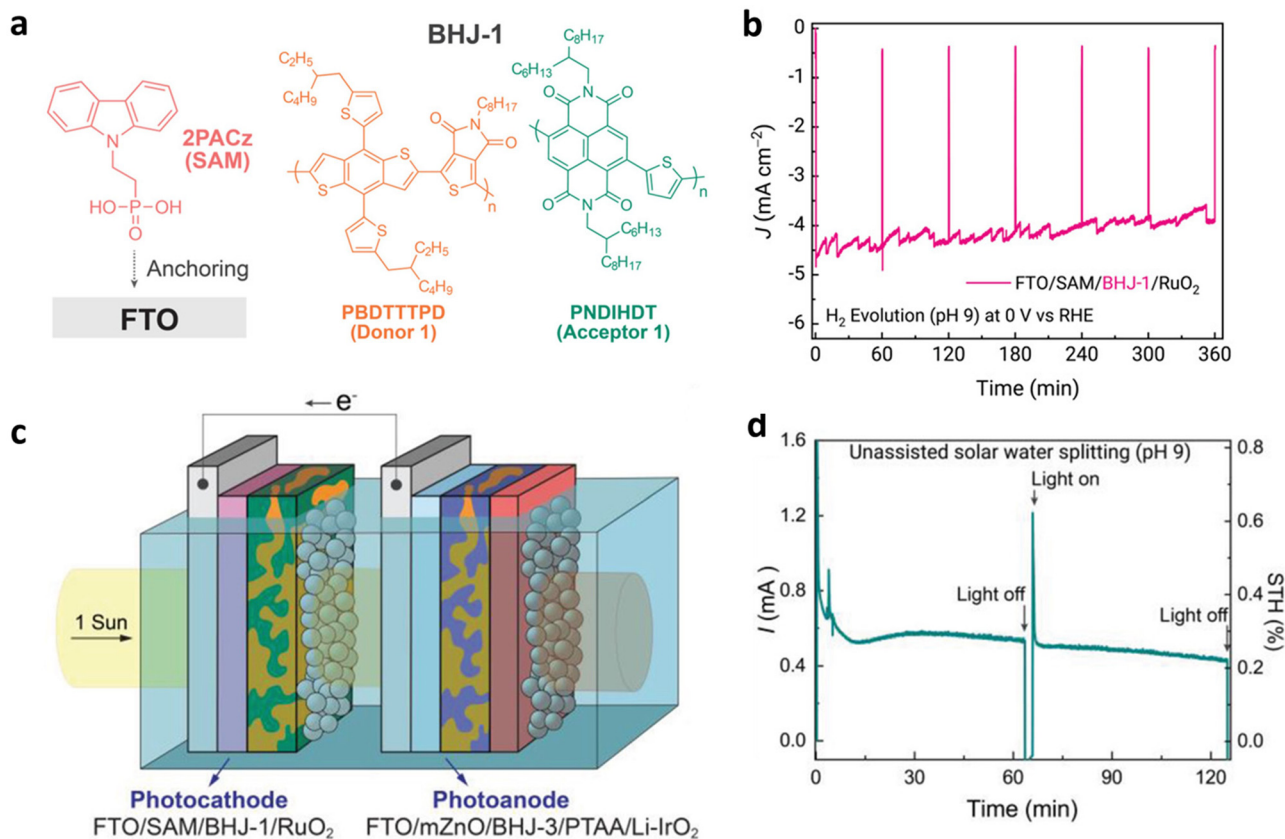 a
BHJ-1
2PACz
(SAM)
N
HO-P-OH
O
Anchoring
FTO
C₂H₅
C₄H₉
S
C₈H₁₇
O N O
S
S
S
n
S
C₂H₅
C₄H₉
PBDTTTPD
(Donor 1)
C₈H₁₇
C₆H₁₃
O N O
S
n
O N O
C₆H₁₃
C₈H₁₇
PNDIHDT
(Acceptor 1)
b
0
-1
-2
-3
-4
-5
-6
J (mA cm⁻²)
FTO/SAM/BHJ-1/RuO₂
H₂ Evolution (pH 9) at 0 V vs RHE
0 60 120 180 240 300 360
Time (min)
c
e⁻
1 Sun
Photocathode
FTO/SAM/BHJ-1/RuO₂
Photoanode
FTO/mZnO/BHJ-3/PTAA/Li-IrO₂
d
Unassisted solar water splitting (pH 9)
Light on
Light off
Light off
1.6
1.2
0.8
0.4
0.0
I (mA)
0.8
0.6
0.4
0.2
0.0
STH (%)
0 30 60 90 120
Time (min)